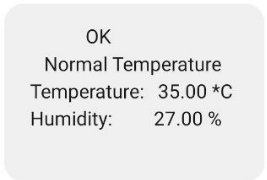 OK
Normal Temperature
Temperature: 35.00 *C
Humidity: 27.00 %